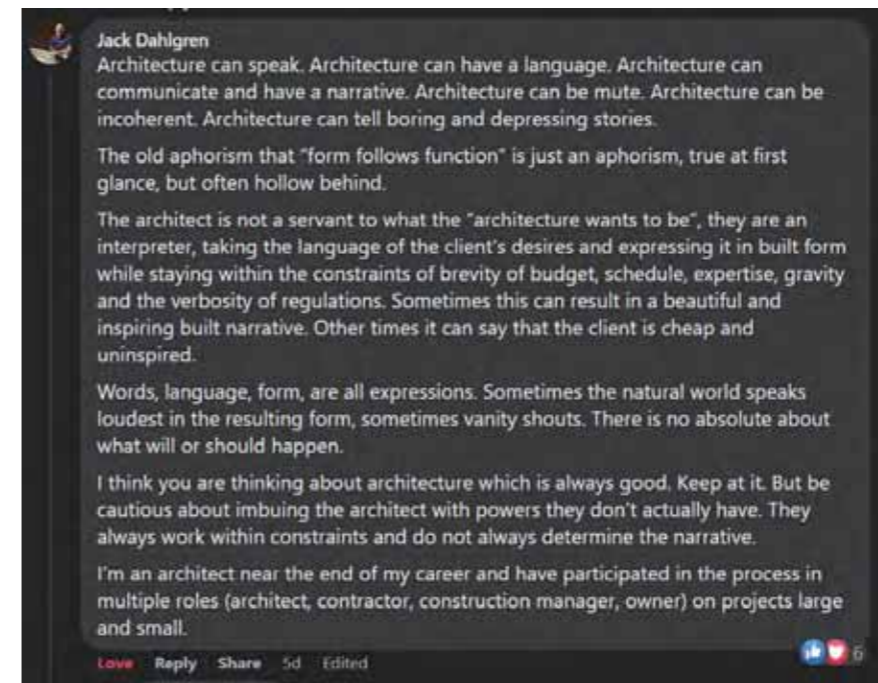 Jack Dahlgren
Architecture can speak. Architecture can have a language. Architecture can
communicate and have a narrative. Architecture can be mute. Architecture can be
incoherent. Architecture can tell boring and depressing stories.
The old aphorism that "form follows function" is just an aphorism, true at first
glance, but often hollow behind.
The architect is not a servant to what the "architecture wants to be", they are an
interpreter, taking the language of the client's desires and expressing it in built form
while staying within the constraints of brevity of budget, schedule, expertise, gravity
and the verbosity of regulations. Sometimes this can result in a beautiful and
inspiring built narrative. Other times it can say that the client is cheap and
uninspired.
Words, language, form, are all expressions. Sometimes the natural world speaks
loudest in the resulting form, sometimes vanity shouts. There is no absolute about
what will or should happen.
I think you are thinking about architecture which is always good. Keep at it. But be
cautious about imbuing the architect with powers they don't actually have. They
always work within constraints and do not always determine the narrative.
I'm an architect near the end of my career and have participated in the process in
multiple roles (architect, contractor, construction manager, owner) on projects large
and small.
Love Reply Share 5d Edited 6